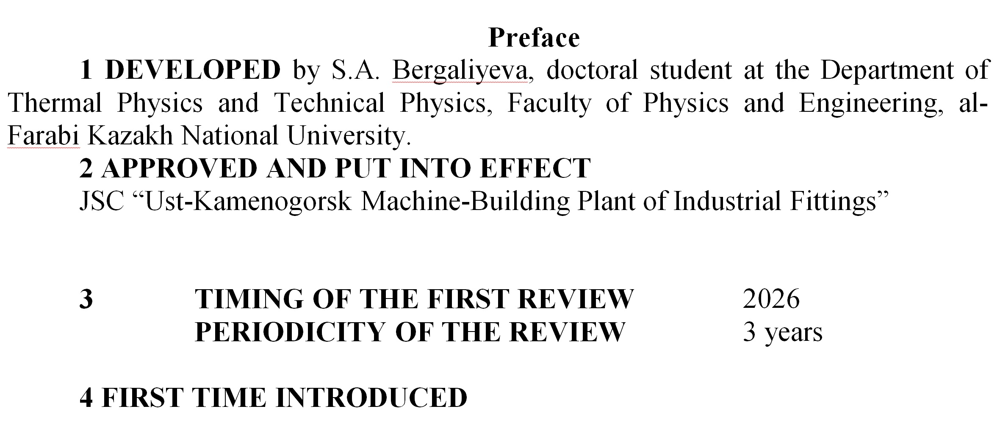 Preface
1 DEVELOPED by S.A. Bergaliyeva, doctoral student at the Department of
Thermal Physics and Technical Physics, Faculty of Physics and Engineering, al-
Farabi Kazakh National University.
2 APPROVED AND PUT INTO EFFECT
JSC “Ust-Kamenogorsk Machine-Building Plant of Industrial Fittings”
3 TIMING OF THE FIRST REVIEW 2026
PERIODICITY OF THE REVIEW 3 years
4 FIRST TIME INTRODUCED